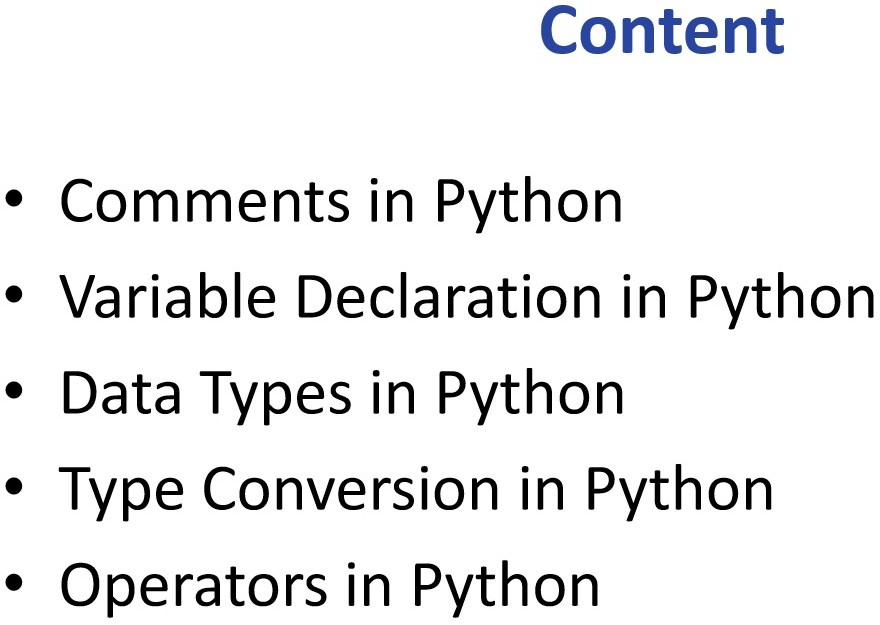 Content
• Comments in Python
• Variable Declaration in Python
• Data Types in Python
• Type Conversion in Python
• Operators in Python